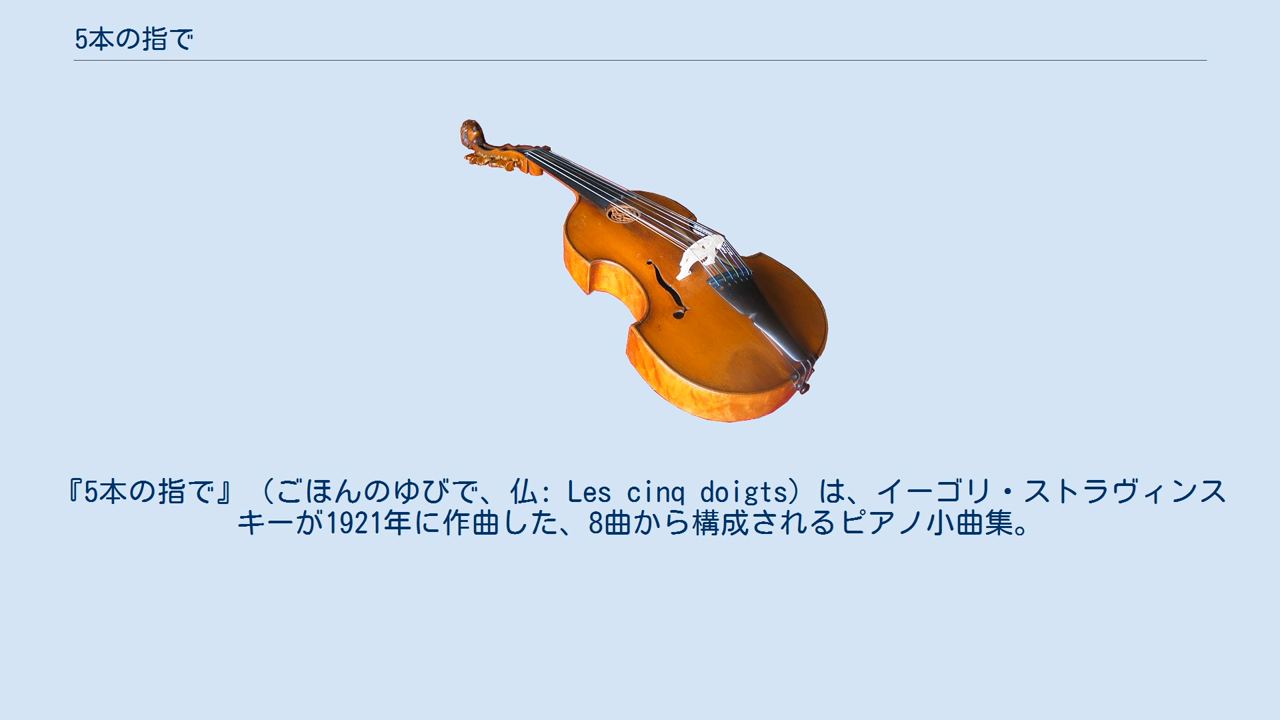 5本の指で
『5本の指で』（ごほんのゆびで、仏: Les cinq doigts）は、イーゴリ・ストラヴィンス
キーが1921年に作曲した、8曲から構成されるピアノ小曲集。